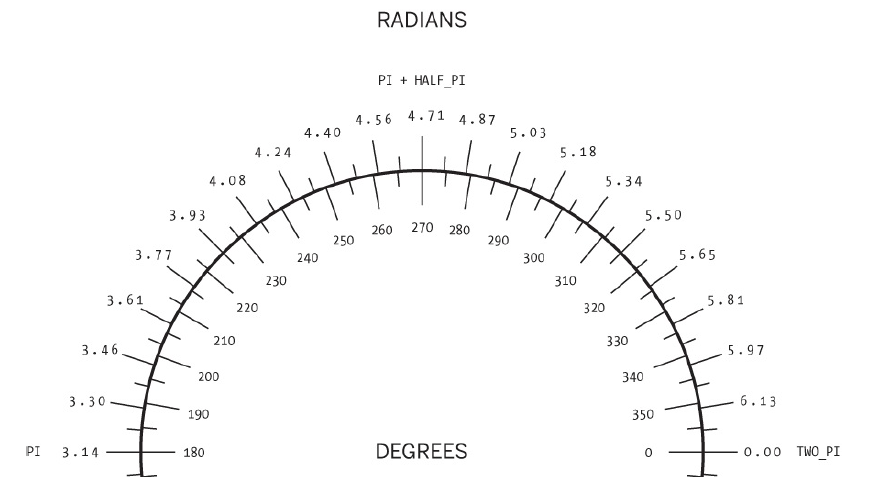 RADIANS
PI + HALF_PI
4.56 4.71 4.87
4.40 5.03
4.24 5.18
4.08 5.34
3.93 5.50
260 270 280
250 290
3.77 240 300 5.65
230 310
3.61 220 320 5.81
210 330
3.46 200 340 5.97
3.30 190 350 6.13
PI 3.14 180 DEGREES 0 0.00 TWO_PI